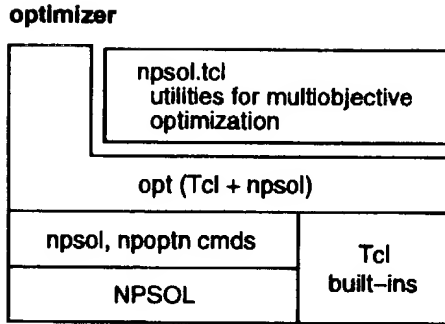 optimizer
npsol.tcl
utilities for multiobjective
optimization
opt (Tcl + npsol)
npsol, npoptn cmds
NPSOL
Tcl
built–ins